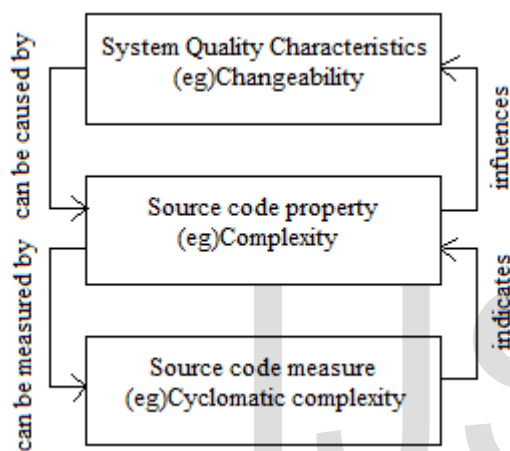 System Quality Characteristics
(eg)Changeability
can be caused by
infuences
Source code property
(eg)Complexity
can be measured by
indicates
Source code measure
(eg)Cyclomatic complexity